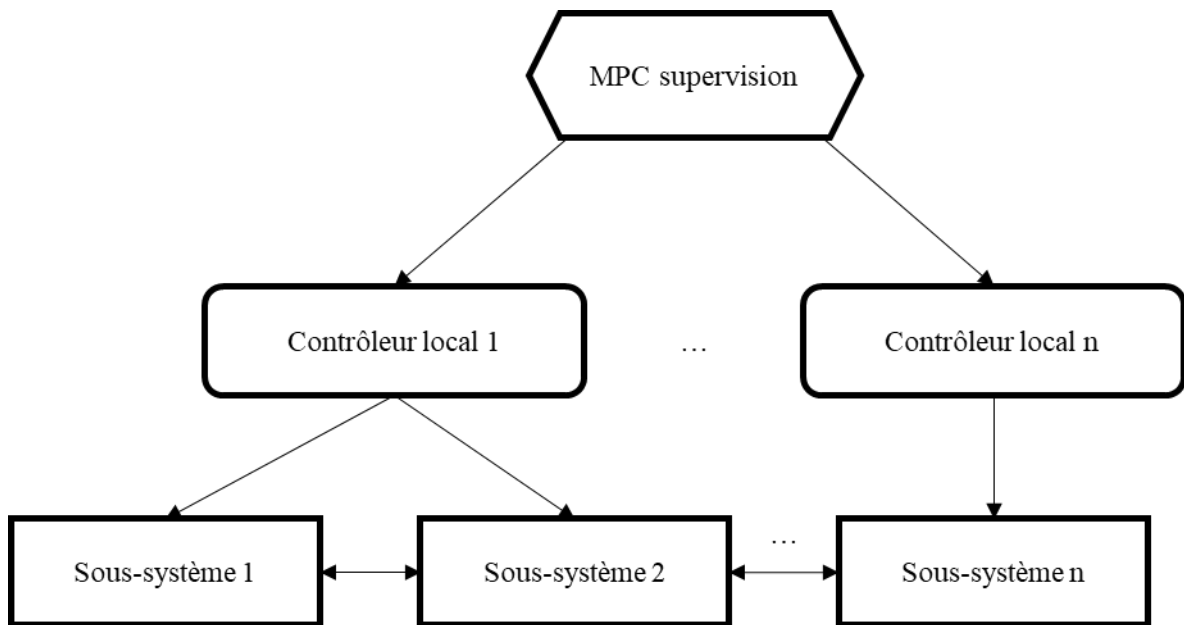 MPC supervision
Contrôleur local 1
…
Contrôleur local n
…
Sous-système 1
Sous-système 2
Sous-système n